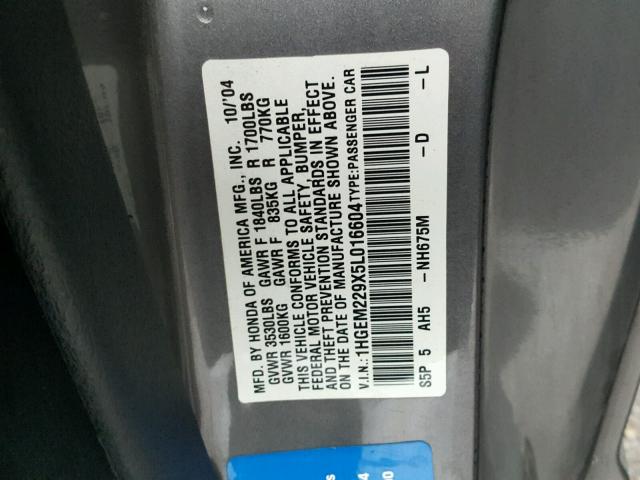 MFD. BY HONDA OF AMERICA MFG., INC. 10/'04
GVWR 3530LBS GAWR F 1840LBS R 1700LBS
GVWR 1600KG GAWR F 835KG R 770KG
THIS VEHICLE CONFORMS TO ALL APPLICABLE
FEDERAL MOTOR VEHICLE SAFETY, BUMPER,
AND THEFT PREVENTION STANDARDS IN EFFECT
ON THE DATE OF MANUFACTURE SHOWN ABOVE.
V.I.N.:1HGEM229X5L016604 TYPE:PASSENGER CAR
S5P 5 AH5 -NH675M -D -L